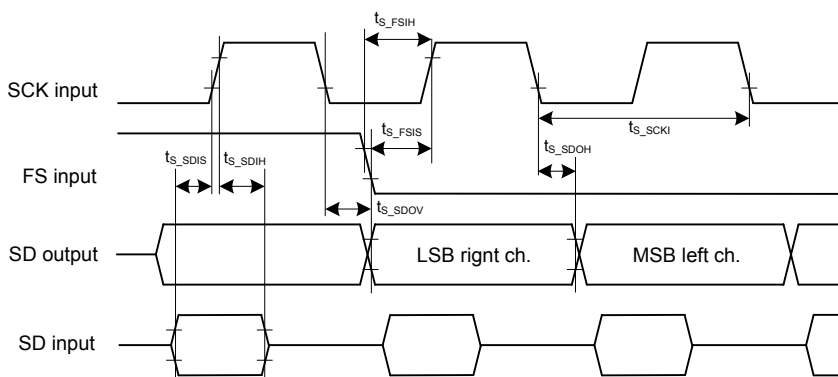 t_S_FSIH
SCK input
t_S_FSIS
t_S_SCKI
t_S_SDIS t_S_SDIH
t_S_SDOH
FS input
t_S_SDOV
SD output
LSB rignt ch.
MSB left ch.
SD input